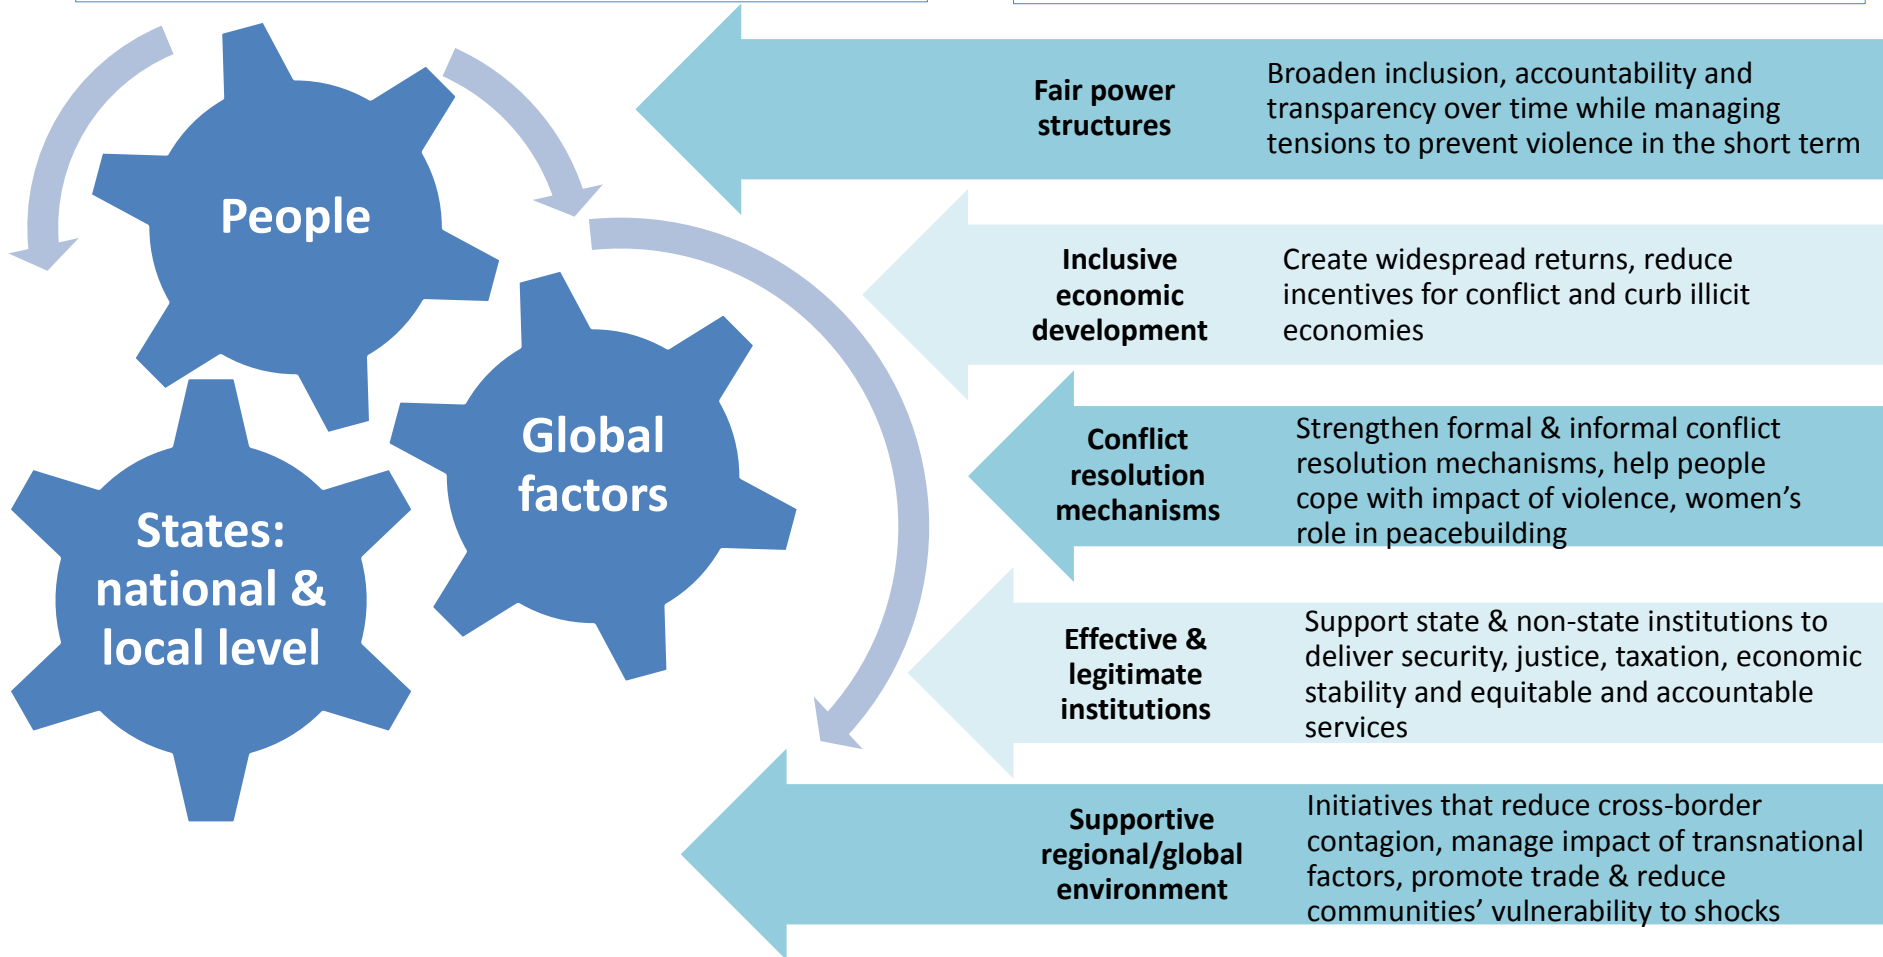 People
Global
factors
States:
national &
local level
Fair power
structures
Broaden inclusion, accountability and
transparency over time while managing
tensions to prevent violence in the short term
Inclusive
economic
development
Create widespread returns, reduce
incentives for conflict and curb illicit
economies
Conflict
resolution
mechanisms
Strengthen formal & informal conflict
resolution mechanisms, help people
cope with impact of violence, women’s
role in peacebuilding
Effective &
legitimate
institutions
Support state & non-state institutions to
deliver security, justice, taxation, economic
stability and equitable and accountable
services
Supportive
regional/global
environment
Initiatives that reduce cross-border
contagion, manage impact of transnational
factors, promote trade & reduce
communities’ vulnerability to shocks